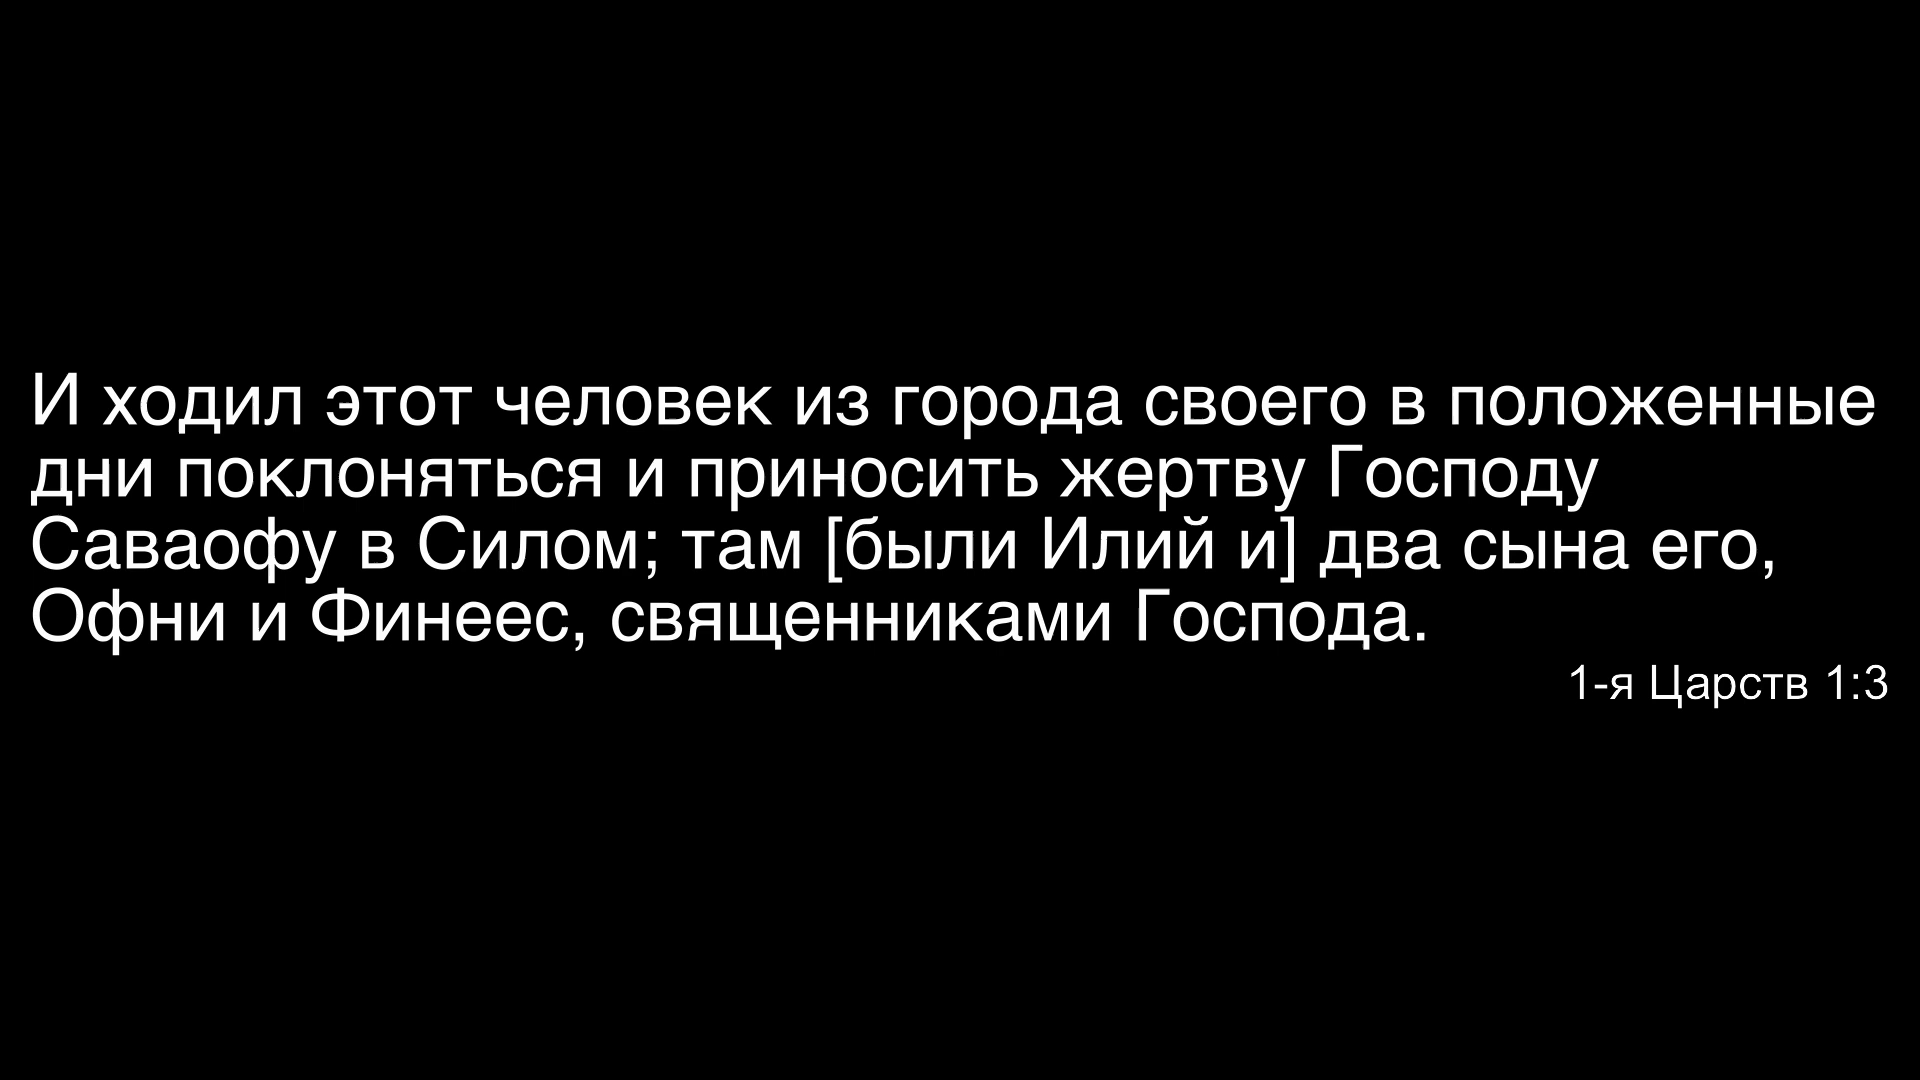 И ходил этот человек из города своего в положенные
дни поклоняться и приносить жертву Господу
Саваофу в Силом; там [были Илий и] два сына его,
Офни и Финеес, священниками Господа.
1-я Царств 1:3